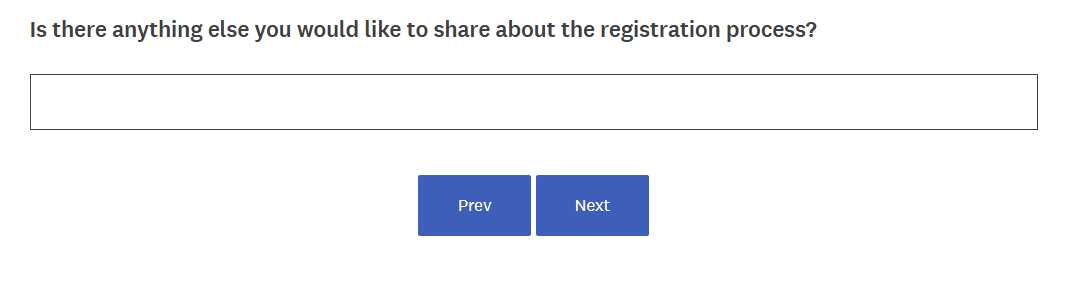 Is there anything else you would like to share about the registration process?
Prev
Next